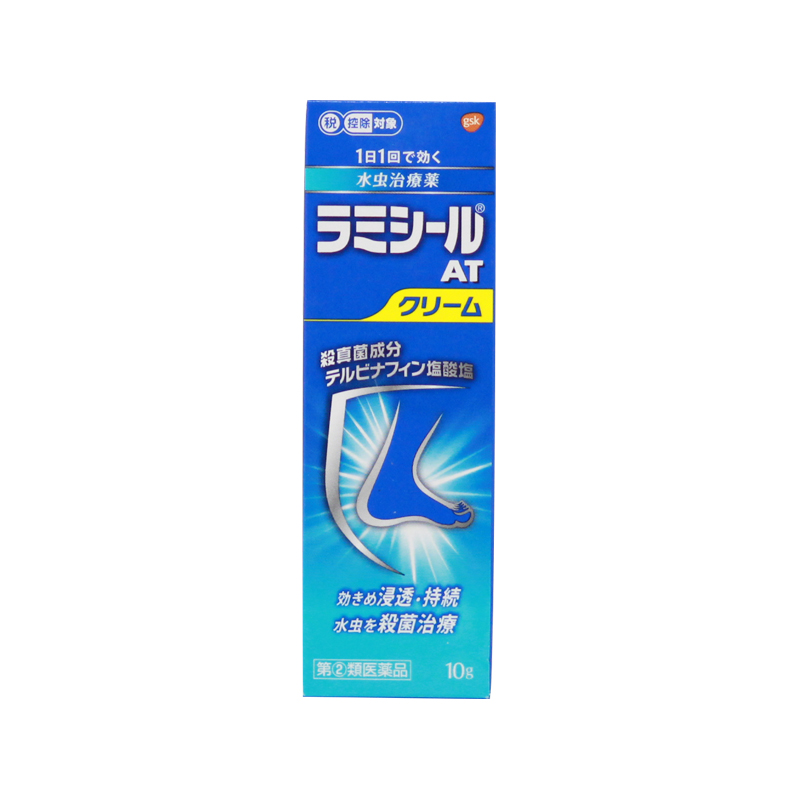 税 控除対象
gsk
1日1回で効く
水虫治療薬
ラミシール®
AT
クリーム
殺真菌成分
テルビナフィン塩酸塩
効きめ浸透・持続
水虫を殺菌治療
第②類医薬品
10g